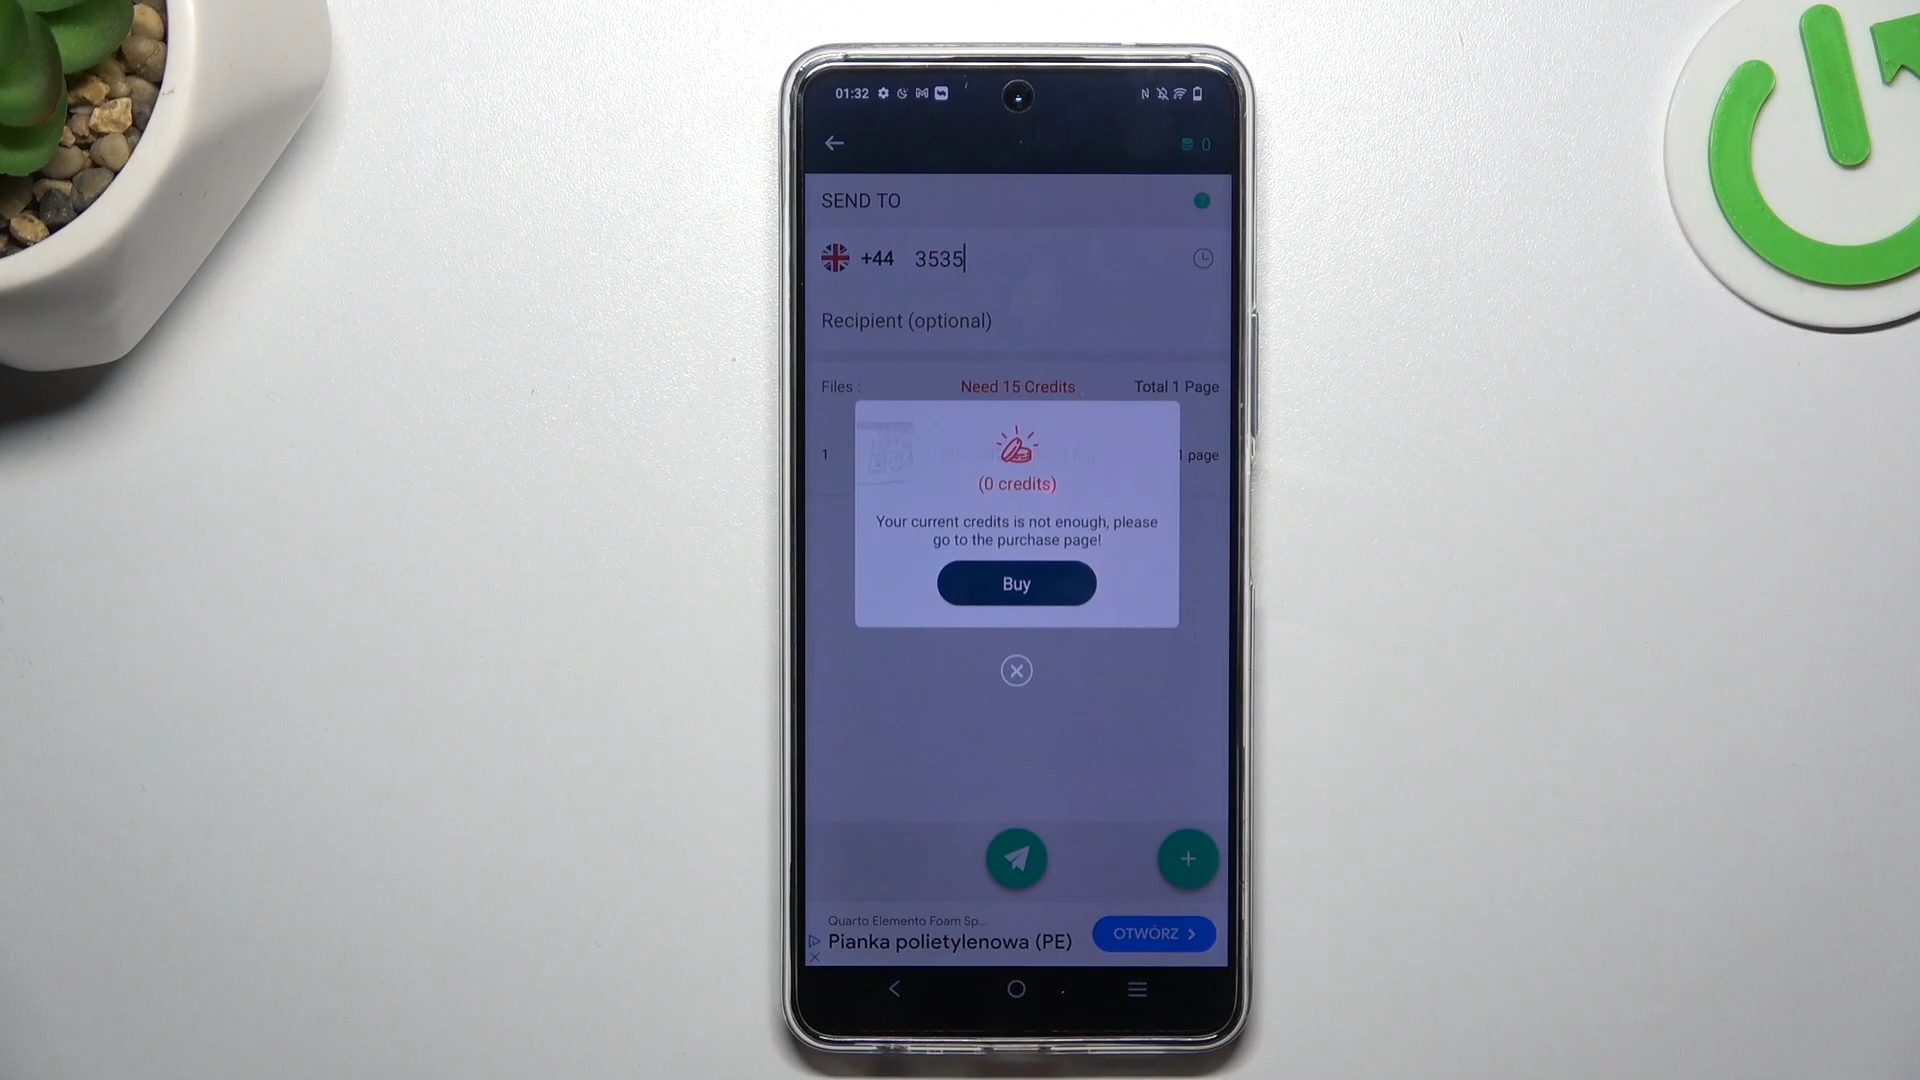 01:32
0
SEND TO
?
+44 3535
Recipient (optional)
Files : Need 15 Credits Total 1 Page
1 1 page
(0 credits)
Your current credits is not enough, please
go to the purchase page!
Buy
Quarto Elemento Foam Sp...
Pianka polietylenowa (PE)
OTWÓRZ